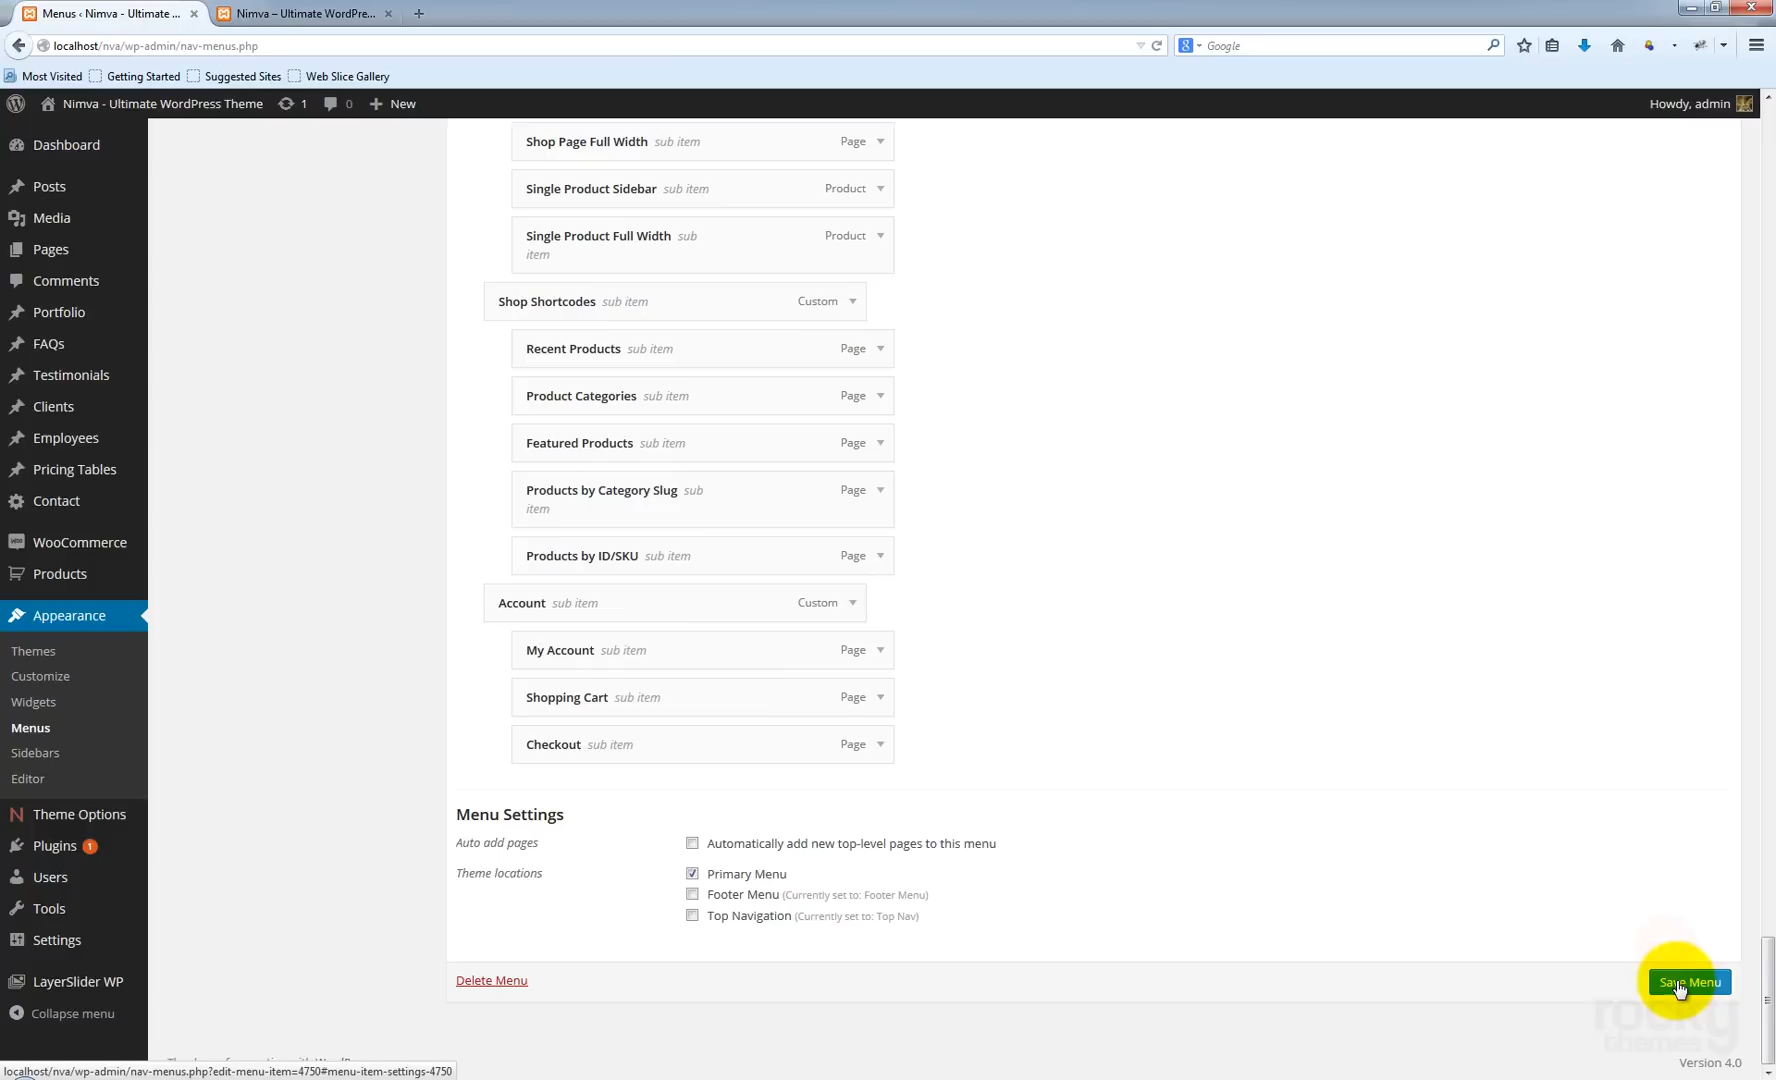 Menus ‹ Nimva - Ultimate ...
Nimva – Ultimate WordPre...
localhost/nva/wp-admin/nav-menus.php
Google
Most Visited
Getting Started
Suggested Sites
Web Slice Gallery
Nimva - Ultimate WordPress Theme
1
0
New
Howdy, admin
Dashboard
Posts
Media
Pages
Comments
Portfolio
FAQs
Testimonials
Clients
Employees
Pricing Tables
Contact
WooCommerce
Products
Appearance
Themes
Customize
Widgets
Menus
Sidebars
Editor
Theme Options
Plugins 1
Users
Tools
Settings
LayerSlider WP
Collapse menu
Shop Page Full Width sub item Page
Single Product Sidebar sub item Product
Single Product Full Width sub Product
item
Shop Shortcodes sub item Custom
Recent Products sub item Page
Product Categories sub item Page
Featured Products sub item Page
Products by Category Slug sub Page
item
Products by ID/SKU sub item Page
Account sub item Custom
My Account sub item Page
Shopping Cart sub item Page
Checkout sub item Page
Menu Settings
Auto add pages
Automatically add new top-level pages to this menu
Theme locations
Primary Menu
Footer Menu (Currently set to: Footer Menu)
Top Navigation (Currently set to: Top Nav)
Delete Menu
Save Menu
rocky
themes
Version 4.0
localhost/nva/wp-admin/nav-menus.php?edit-menu-item=4750#menu-item-settings-4750